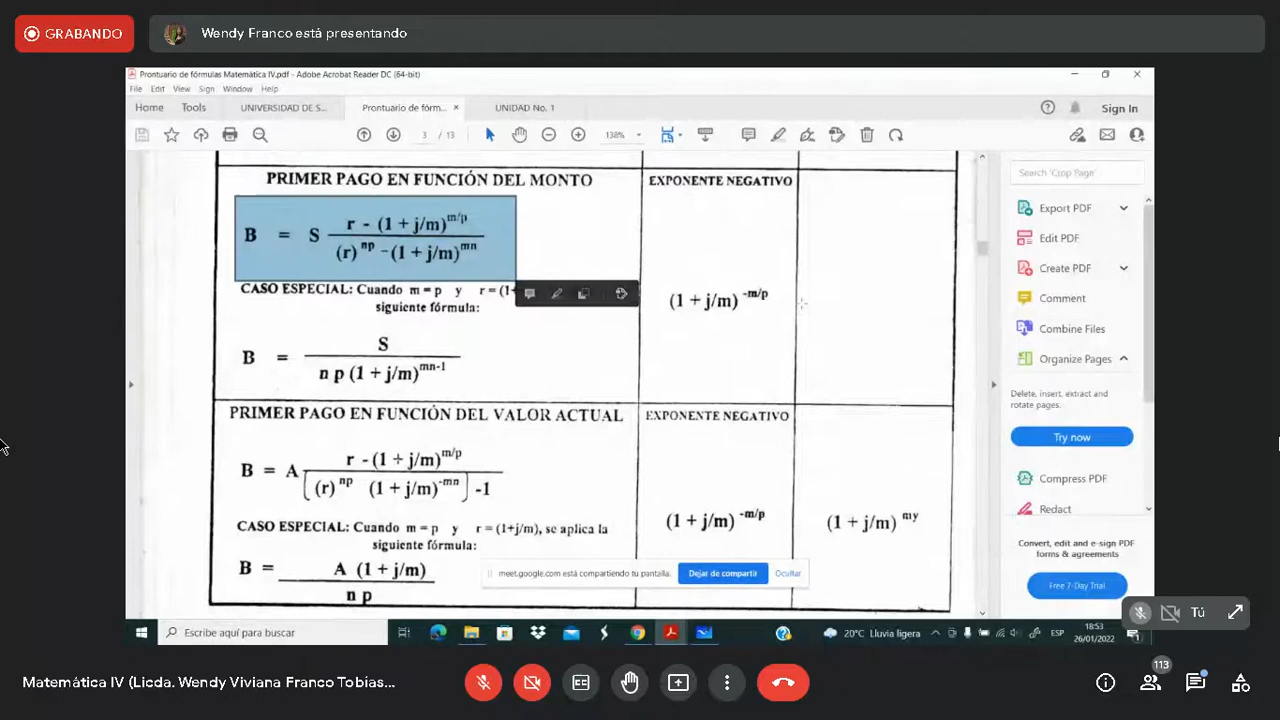 GRABANDO
Wendy Franco está presentando
Prontuario de fórmulas Matemática IV.pdf - Adobe Acrobat Reader DC (64-bit)
File Edit View Sign Window Help
Home Tools UNIVERSIDAD DE S... Prontuario de fórm... × UNIDAD No. 1 Sign In
3 / 13 138%
PRIMER PAGO EN FUNCIÓN DEL MONTO EXPONENTE NEGATIVO
B = S r - (1 + j/m)^m/p
(r)^np - (1 + j/m)^mn
CASO ESPECIAL: Cuando m = p y r = (1+
siguiente fórmula:
(1 + j/m)^-m/p
B = S
n p (1 + j/m)^mn-1
PRIMER PAGO EN FUNCIÓN DEL VALOR ACTUAL EXPONENTE NEGATIVO
B = A r - (1 + j/m)^m/p
[(r)^np (1 + j/m)^-mn] -1
CASO ESPECIAL: Cuando m = p y r = (1+j/m), se aplica la
siguiente fórmula:
(1 + j/m)^-m/p (1 + j/m)^my
B = A (1 + j/m)
n p
Search 'Crop Page'
Export PDF
Edit PDF
Create PDF
Comment
Combine Files
Organize Pages
Delete, insert, extract and
rotate pages.
Try now
Compress PDF
Redact
Convert, edit and e-sign PDF
forms & agreements
Free 7-Day Trial
meet.google.com está compartiendo tu pantalla. Dejar de compartir Ocultar
Tú
Escribe aquí para buscar
20°C Lluvia ligera
ESP
18:53
26/01/2022
Matemática IV (Licda. Wendy Viviana Franco Tobias...
113